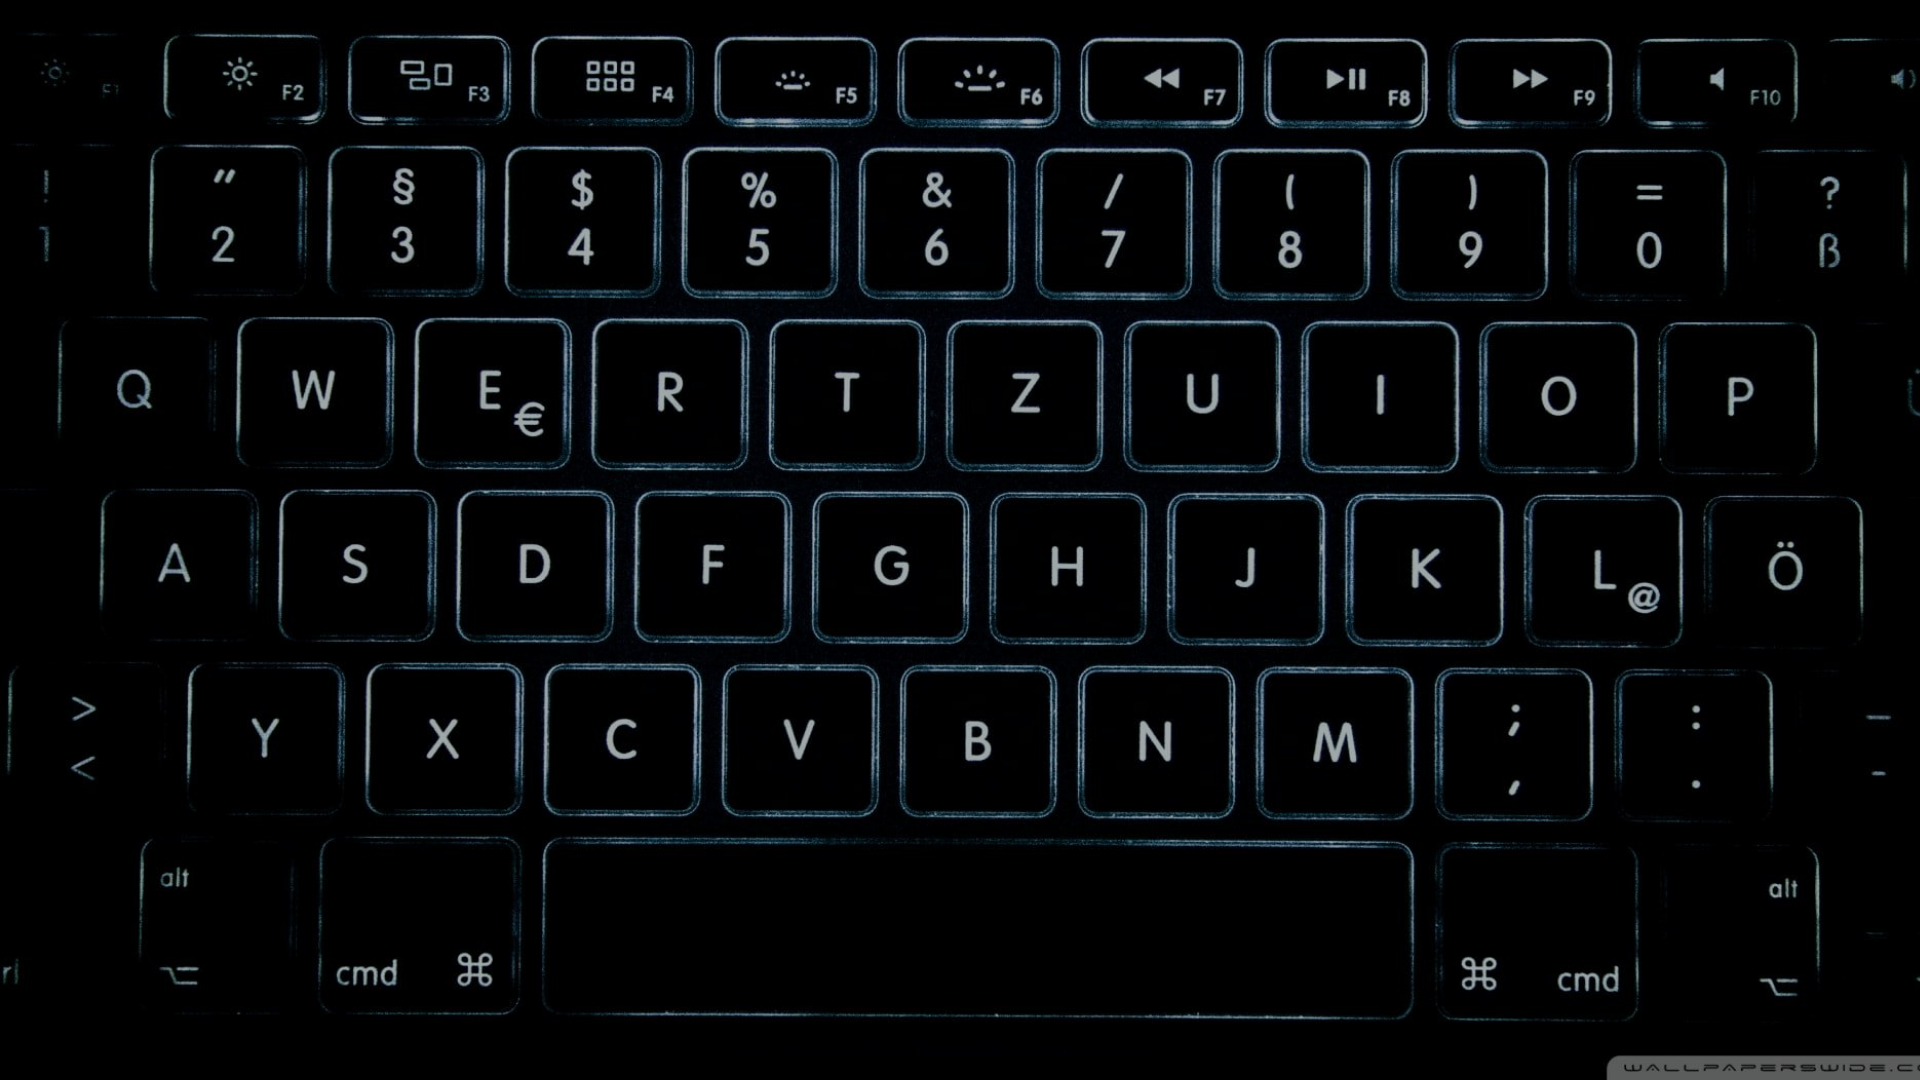 F1 F2 F3 F4 F5 F6 F7 F8 F9 F10
! " § $ % & / ( ) = ?
1 2 3 4 5 6 7 8 9 0 ß
Q W E € R T Z U I O P
A S D F G H J K L @ Ö
> ; : _
< Y X C V B N M , . -
alt alt
cmd ⌘ ⌘ cmd
⌥ ⌥
WALLPAPERSWIDE.C